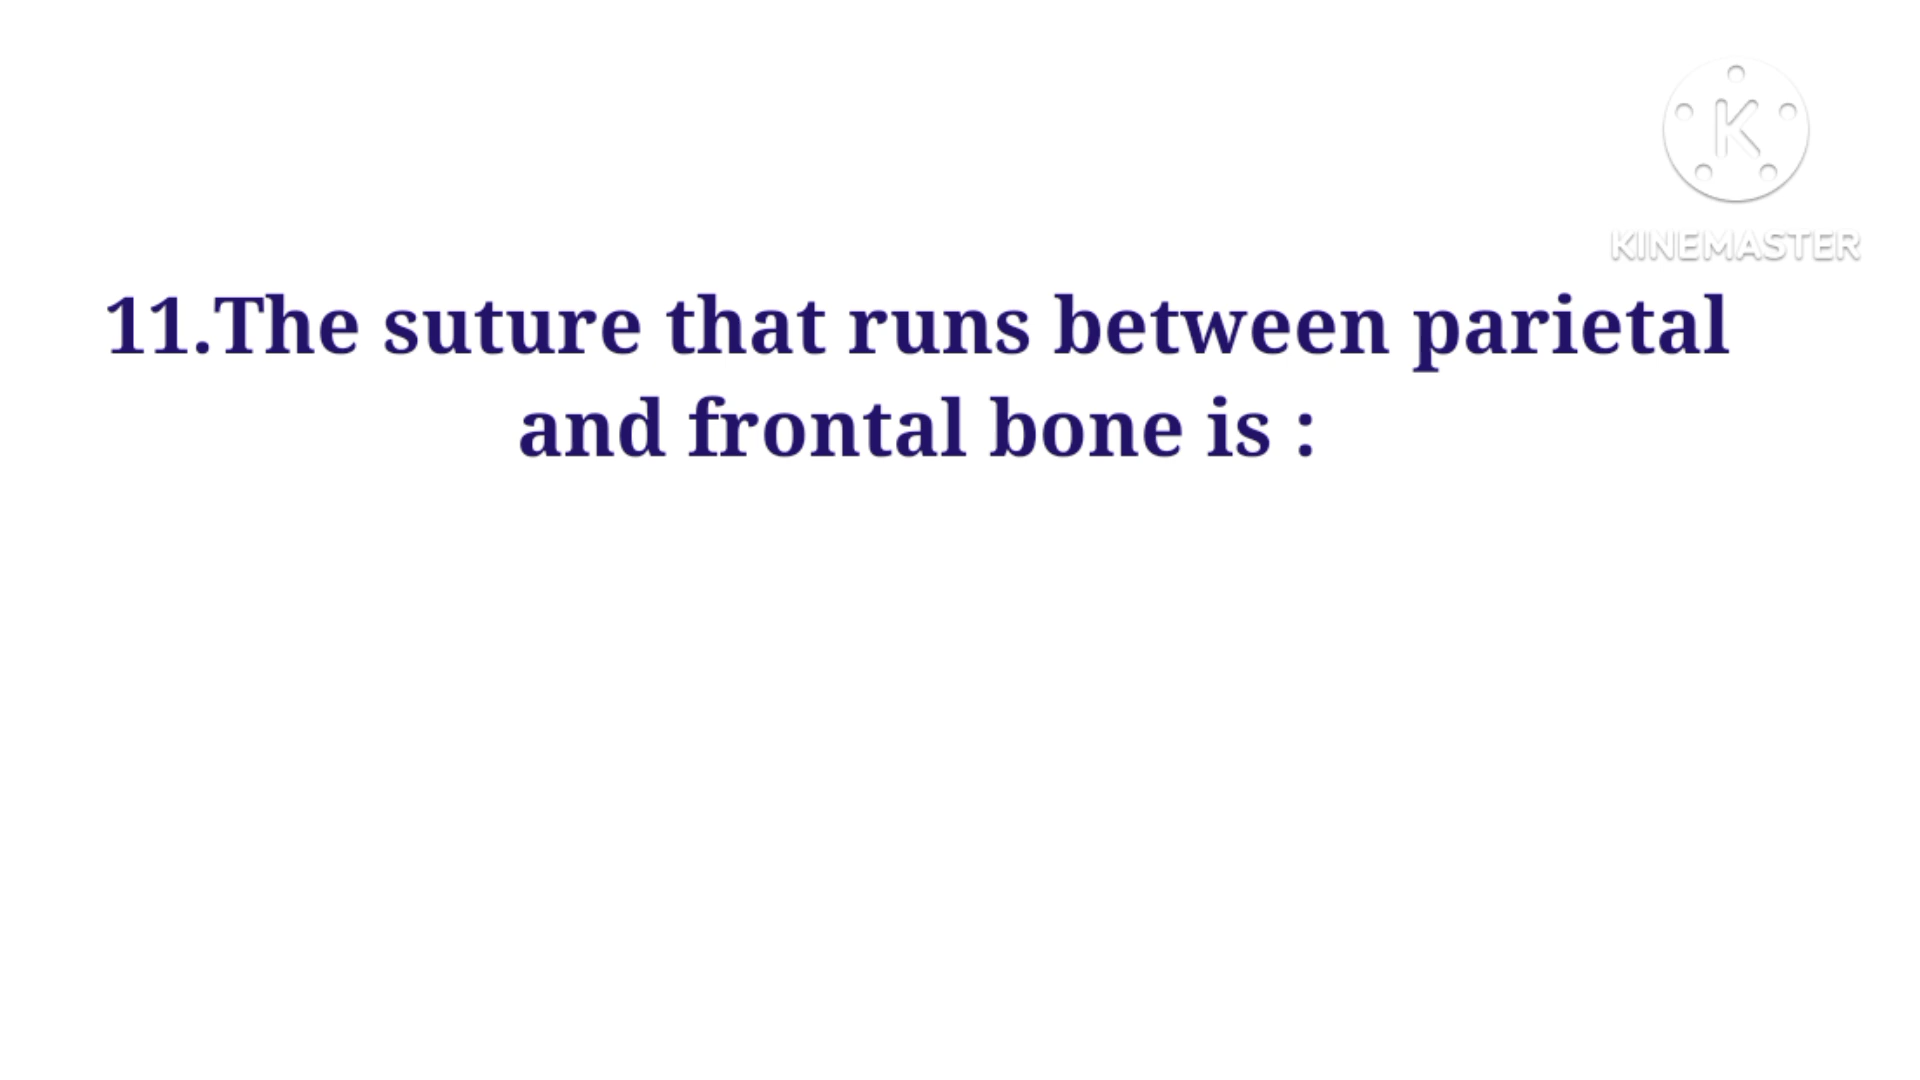 K
KINEMASTER
11.The suture that runs between parietal
and frontal bone is :